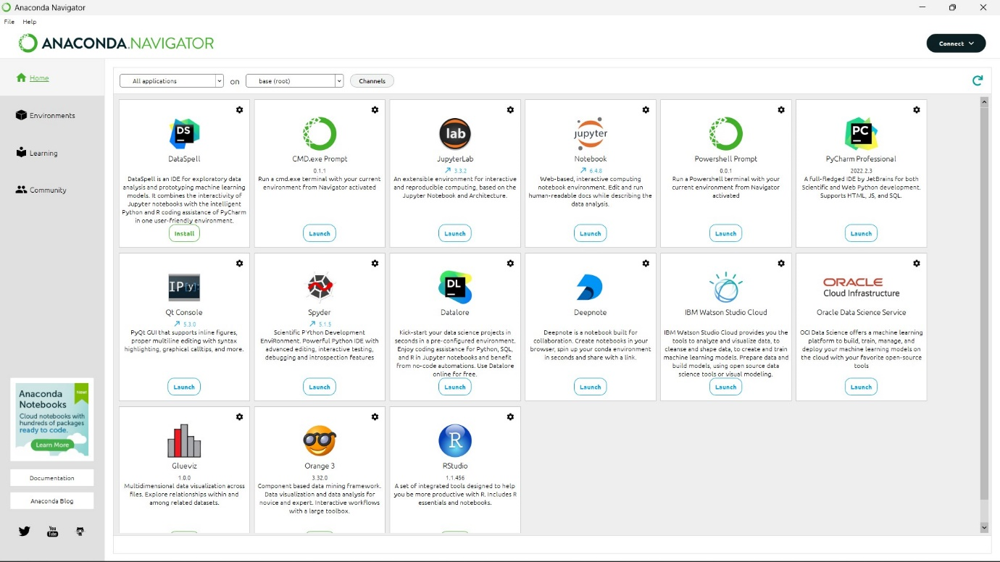 Anaconda Navigator
File Help
ANACONDA.NAVIGATOR
Connect
Home
Environments
Learning
Community
Anaconda
Notebooks
New!
Cloud notebooks with
hundreds of packages
ready to code.
Learn More
Documentation
Anaconda Blog
You
Tube
All applications on base (root) Channels
DS
DataSpell
DataSpell is an IDE for exploratory data
analysis and prototyping machine learning
models. It combines the interactivity of
Jupyter notebooks with the intelligent
Python and R coding assistance of PyCharm
in one user-friendly environment.
Install
CMD.exe Prompt
0.1.1
Run a cmd.exe terminal with your current
environment from Navigator activated
Launch
lab
JupyterLab
3.3.2
An extensible environment for interactive
and reproducible computing, based on the
Jupyter Notebook and Architecture.
Launch
jupyter
Notebook
6.4.8
Web-based, interactive computing
notebook environment. Edit and run
human-readable docs while describing the
data analysis.
Launch
Powershell Prompt
0.0.1
Run a Powershell terminal with your
current environment from Navigator
activated
Launch
PC
PyCharm Professional
2022.2.3
A full-fledged IDE by JetBrains for both
Scientific and Web Python development.
Supports HTML, JS, and SQL.
Launch
IP[y]:
Qt Console
5.3.0
PyQt GUI that supports inline figures,
proper multiline editing with syntax
highlighting, graphical calltips, and more.
Launch
Spyder
5.1.5
Scientific PYthon Development
EnviRonment. Powerful Python IDE with
advanced editing, interactive testing,
debugging and introspection features
Launch
DL
Datalore
Kick-start your data science projects in
seconds in a pre-configured environment.
Enjoy coding assistance for Python, SQL,
and R in Jupyter notebooks and benefit
from no-code automations. Use Datalore
online for free.
Launch
Deepnote
Deepnote is a notebook built for
collaboration. Create notebooks in your
browser, spin up your conda environment
in seconds and share with a link.
Launch
IBM Watson Studio Cloud
IBM Watson Studio Cloud provides you the
tools to analyze and visualize data, to
cleanse and shape data, to create and train
machine learning models. Prepare data and
build models, using open source data
science tools or visual modeling.
Launch
ORACLE
Cloud Infrastructure
Oracle Data Science Service
OCI Data Science offers a machine learning
platform to build, train, manage, and
deploy your machine learning models on
the cloud with your favorite open-source
tools
Launch
Glueviz
1.0.0
Multidimensional data visualization across
files. Explore relationships within and
among related datasets.
Orange 3
3.32.0
Component based data mining framework.
Data visualization and data analysis for
novice and expert. Interactive workflows
with a large toolbox.
R
RStudio
1.1.456
A set of integrated tools designed to help
you be more productive with R. Includes R
essentials and notebooks.